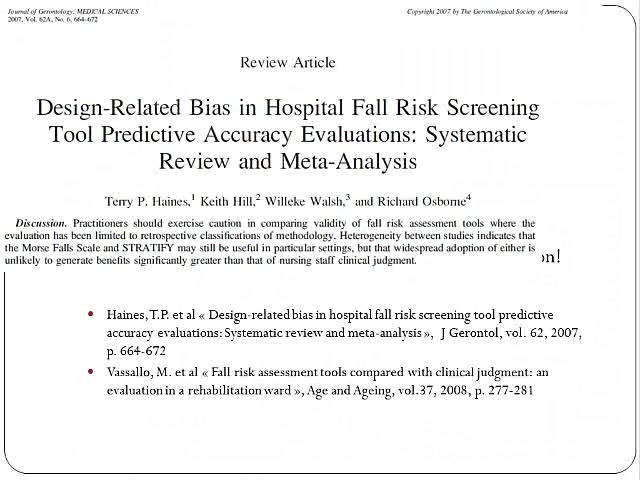 Journal of Gerontology: MEDICAL SCIENCES
2007, Vol. 62A, No. 6, 664–672
Copyright 2007 by The Gerontological Society of America
Review Article
Design-Related Bias in Hospital Fall Risk Screening
Tool Predictive Accuracy Evaluations: Systematic
Review and Meta-Analysis
Terry P. Haines,1 Keith Hill,2 Willeke Walsh,3 and Richard Osborne4
Discussion. Practitioners should exercise caution in comparing validity of fall risk assessment tools where the
evaluation has been limited to retrospective classifications of methodology. Heterogeneity between studies indicates that
the Morse Falls Scale and STRATIFY may still be useful in particular settings, but that widespread adoption of either is
unlikely to generate benefits significantly greater than that of nursing staff clinical judgment.
on!
• Haines,T.P. et al « Design-related bias in hospital fall risk screening tool predictive
accuracy evaluations: Systematic review and meta-analysis », J Gerontol, vol. 62, 2007,
p. 664-672
• Vassallo, M. et al « Fall risk assessment tools compared with clinical judgment: an
evaluation in a rehabilitation ward », Age and Ageing, vol.37, 2008, p. 277-281